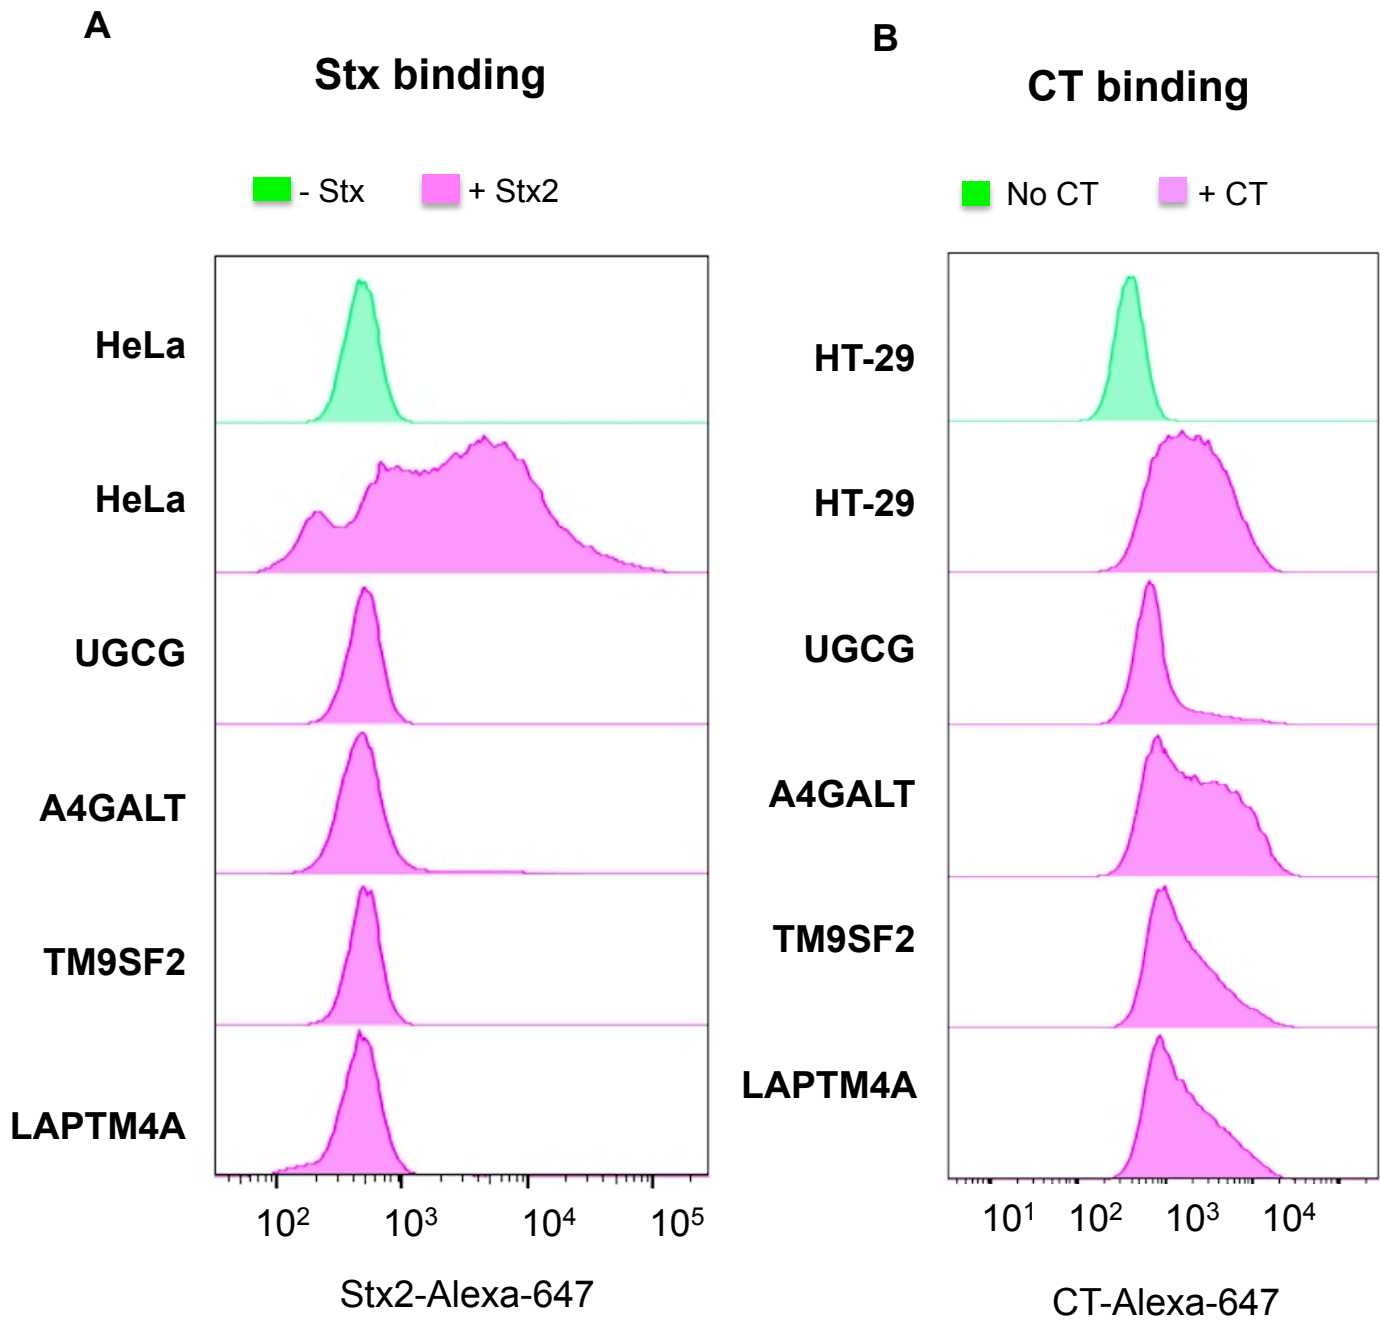 A
Stx binding
- Stx + Stx2
HeLa
HeLa
UGCG
A4GALT
TM9SF2
LAPTM4A
10² 10³ 10⁴ 10⁵
Stx2-Alexa-647
B
CT binding
No CT + CT
HT-29
HT-29
UGCG
A4GALT
TM9SF2
LAPTM4A
10¹ 10² 10³ 10⁴
CT-Alexa-647